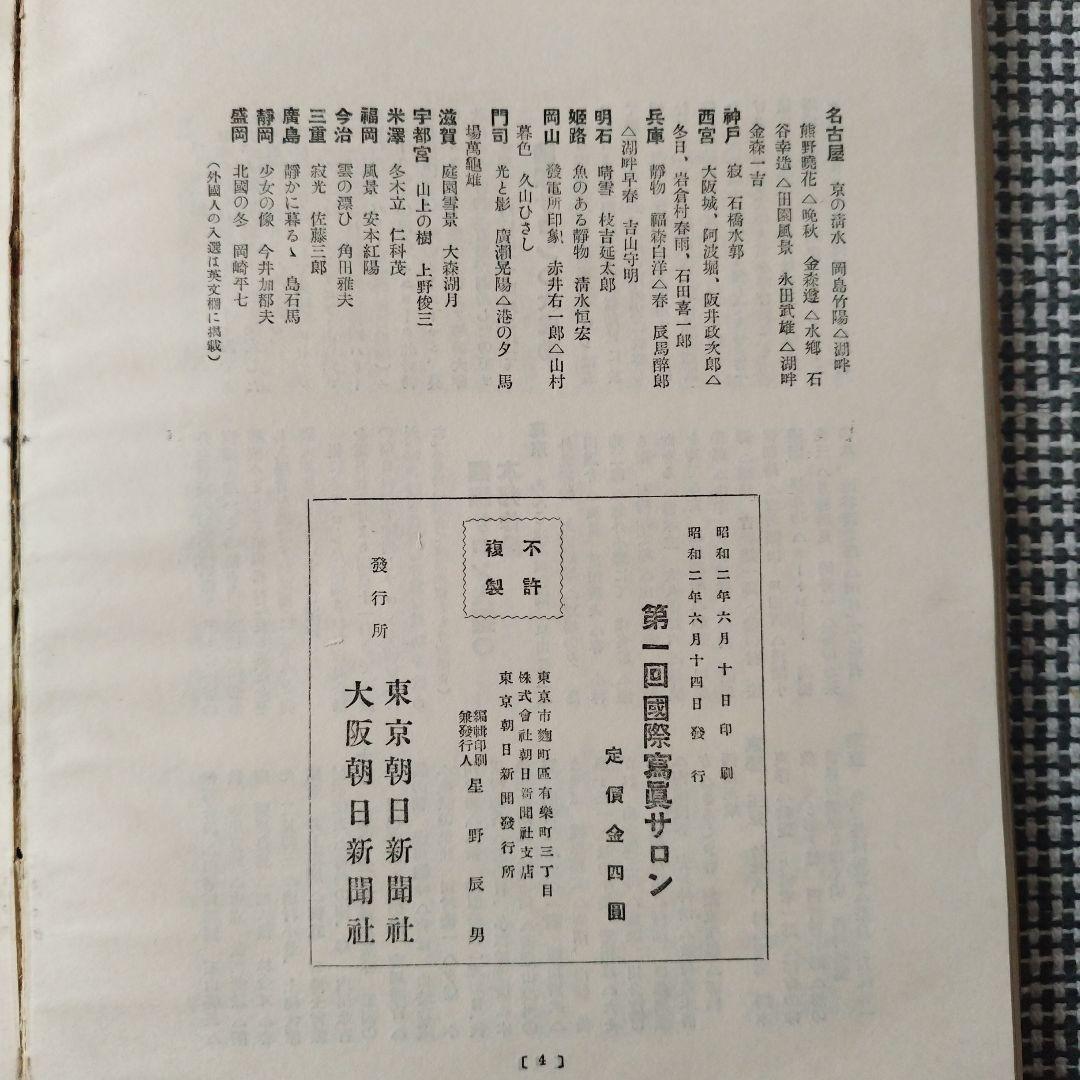 名古屋　京の清水　岡島竹陽△湖畔
熊野曉花△晩秋　金森遵△水郷　石
谷幸造△田園風景　永田武雄△湖畔
金森一吉
神戸　寂　石橋水郭
西宮　大阪城、阿波堀、阪井政次郎△
冬日、岩倉村春雨、石田喜一郎
兵庫　靜物　福森白洋△春　辰馬醉郎
△湖畔早春　吉山守明
明石　晴雪　枝吉延太郎
姫路　魚のある靜物　清水恒宏
岡山　發電所印象　赤井右一郎△山村
暮色　久山ひさし
門司　光と影　廣瀬晃陽△港の夕　馬
場萬龜雄
滋賀　庭園雪景　大森湖月
宇都宮　山上の樹　上野俊三
米澤　冬木立　仁科茂
福岡　風景　安本紅陽
今治　雲の漂ひ　角田雅夫
三重　寂光　佐藤三郎
廣島　靜かに暮るゝ　島石馬
靜岡　少女の像　今井加都夫
盛岡　北國の冬　岡崎平七
（外國人の入選は英文欄に掲載）
昭和二年六月十日印刷
昭和二年六月十四日發行
第一回國際寫眞サロン
定價金四圓
不許
複製
東京市麹町區有樂町三丁目
株式會社朝日新聞社支店
東京朝日新聞發行所
編輯印刷
兼發行人　星野辰男
發行所　東京朝日新聞社
大阪朝日新聞社
[4]